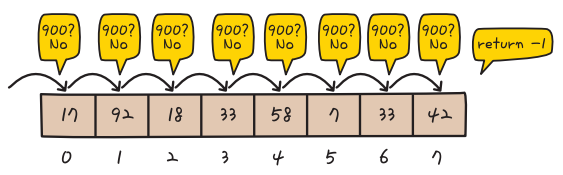 900? 900? 900? 900? 900? 900? 900? 900?
No No No No No No No No
return -1
17 92 18 33 58 7 33 42
0 1 2 3 4 5 6 7